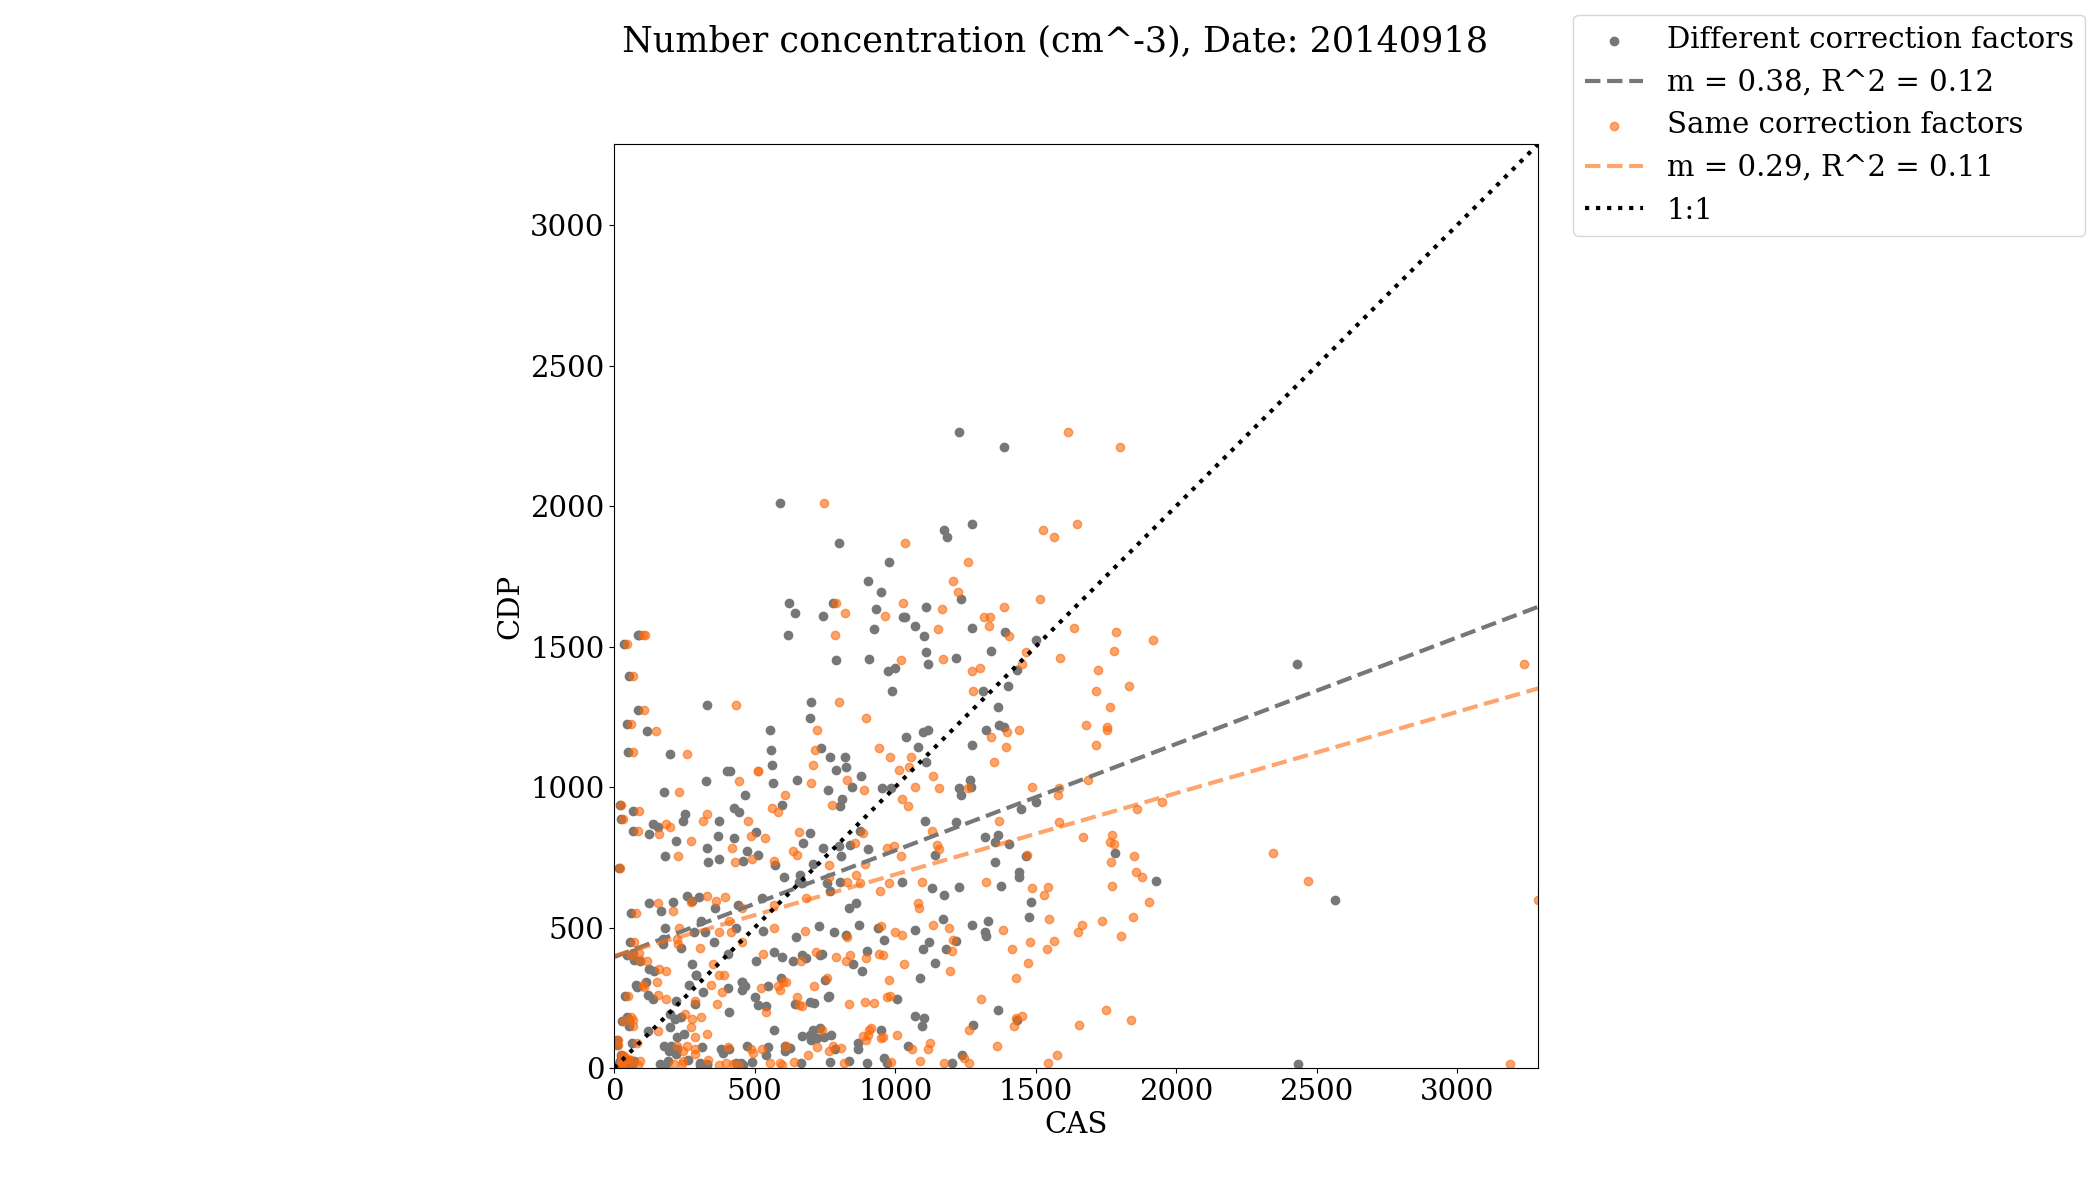 Number concentration (cm^-3), Date: 20140918
Different correction factors
m = 0.38, R^2 = 0.12
Same correction factors
m = 0.29, R^2 = 0.11
1:1
3000
2500
2000
1500
1000
500
0
CDP
0 500 1000 1500 2000 2500 3000
CAS